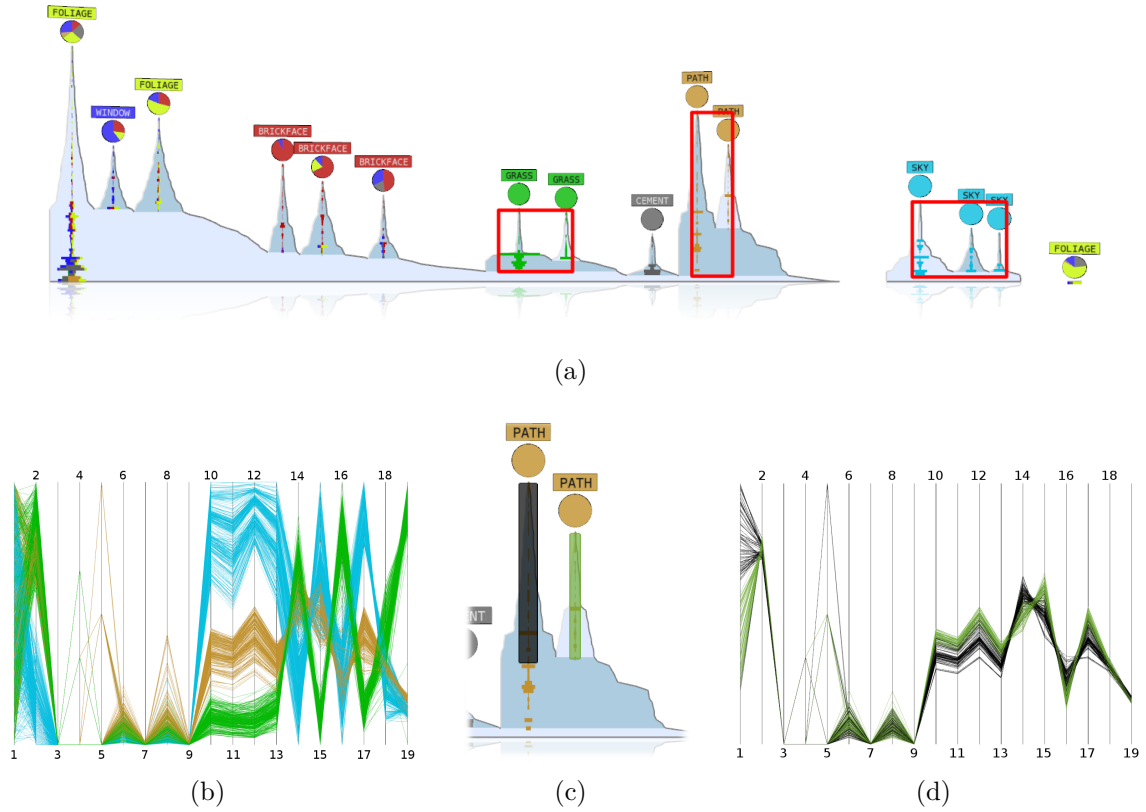 FOLIAGE
WINDOW
FOLIAGE
BRICKFACE
BRICKFACE
BRICKFACE
GRASS
GRASS
CEMENT
PATH
PATH
SKY
SKY
SKY
FOLIAGE
(a)
2 4 6 8 10 12 14 16 18
1 3 5 7 9 11 13 15 17 19
(b)
PATH
PATH
NT
(c)
2 4 6 8 10 12 14 16 18
1 3 5 7 9 11 13 15 17 19
(d)